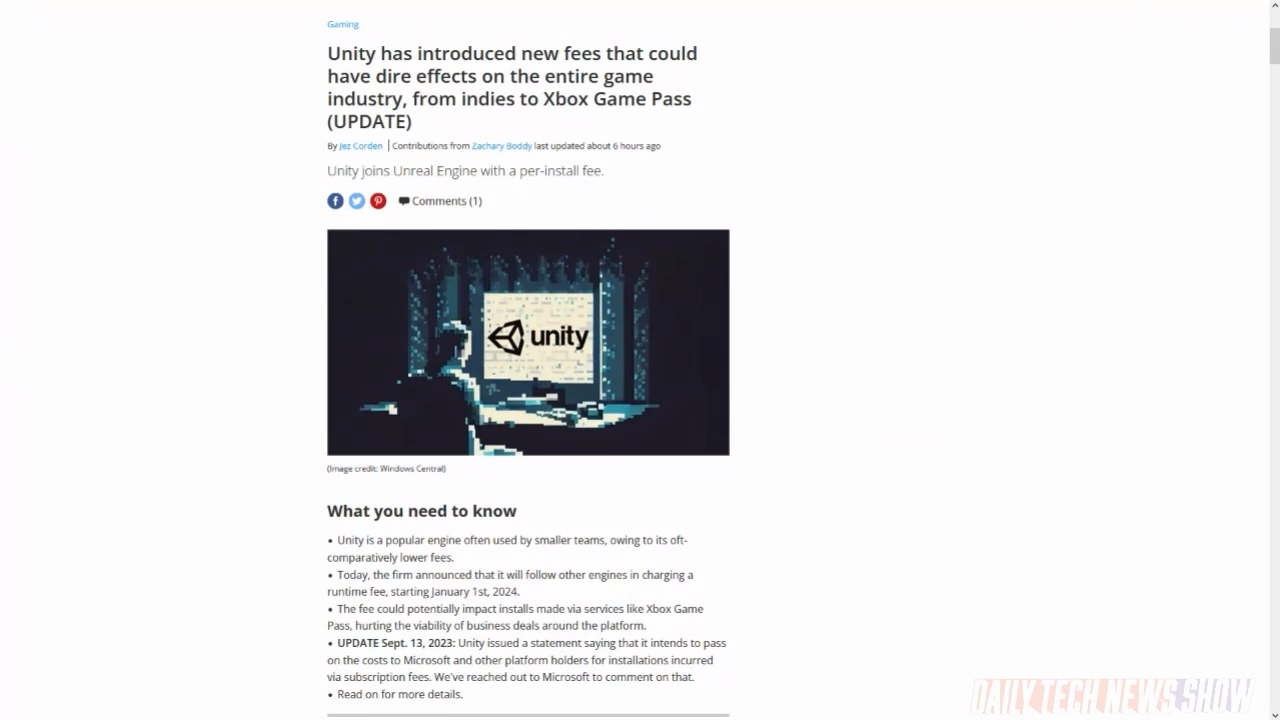 Gaming
Unity has introduced new fees that could
have dire effects on the entire game
industry, from indies to Xbox Game Pass
(UPDATE)
By Jez Corden | Contributions from Zachary Boddy last updated about 6 hours ago
Unity joins Unreal Engine with a per-install fee.
Comments (1)
unity
(Image credit: Windows Central)
What you need to know
• Unity is a popular engine often used by smaller teams, owing to its oft-
comparatively lower fees.
• Today, the firm announced that it will follow other engines in charging a
runtime fee, starting January 1st, 2024.
• The fee could potentially impact installs made via services like Xbox Game
Pass, hurting the viability of business deals around the platform.
• UPDATE Sept. 13, 2023: Unity issued a statement saying that it intends to pass
on the costs to Microsoft and other platform holders for installations incurred
via subscription fees. We've reached out to Microsoft to comment on that.
• Read on for more details.
DAILY TECH NEWS SHOW